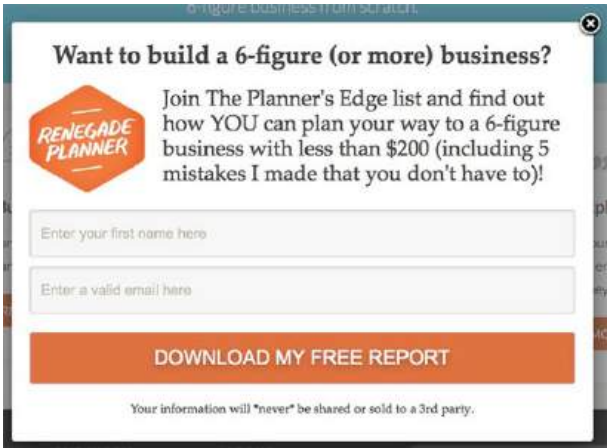 6-figure business from scratch.
Want to build a 6-figure (or more) business?
RENEGADE
PLANNER
Join The Planner's Edge list and find out
how YOU can plan your way to a 6-figure
business with less than $200 (including 5
mistakes I made that you don't have to)!
Enter your first name here
Enter a valid email here
DOWNLOAD MY FREE REPORT
Your information will *never* be shared or sold to a 3rd party.